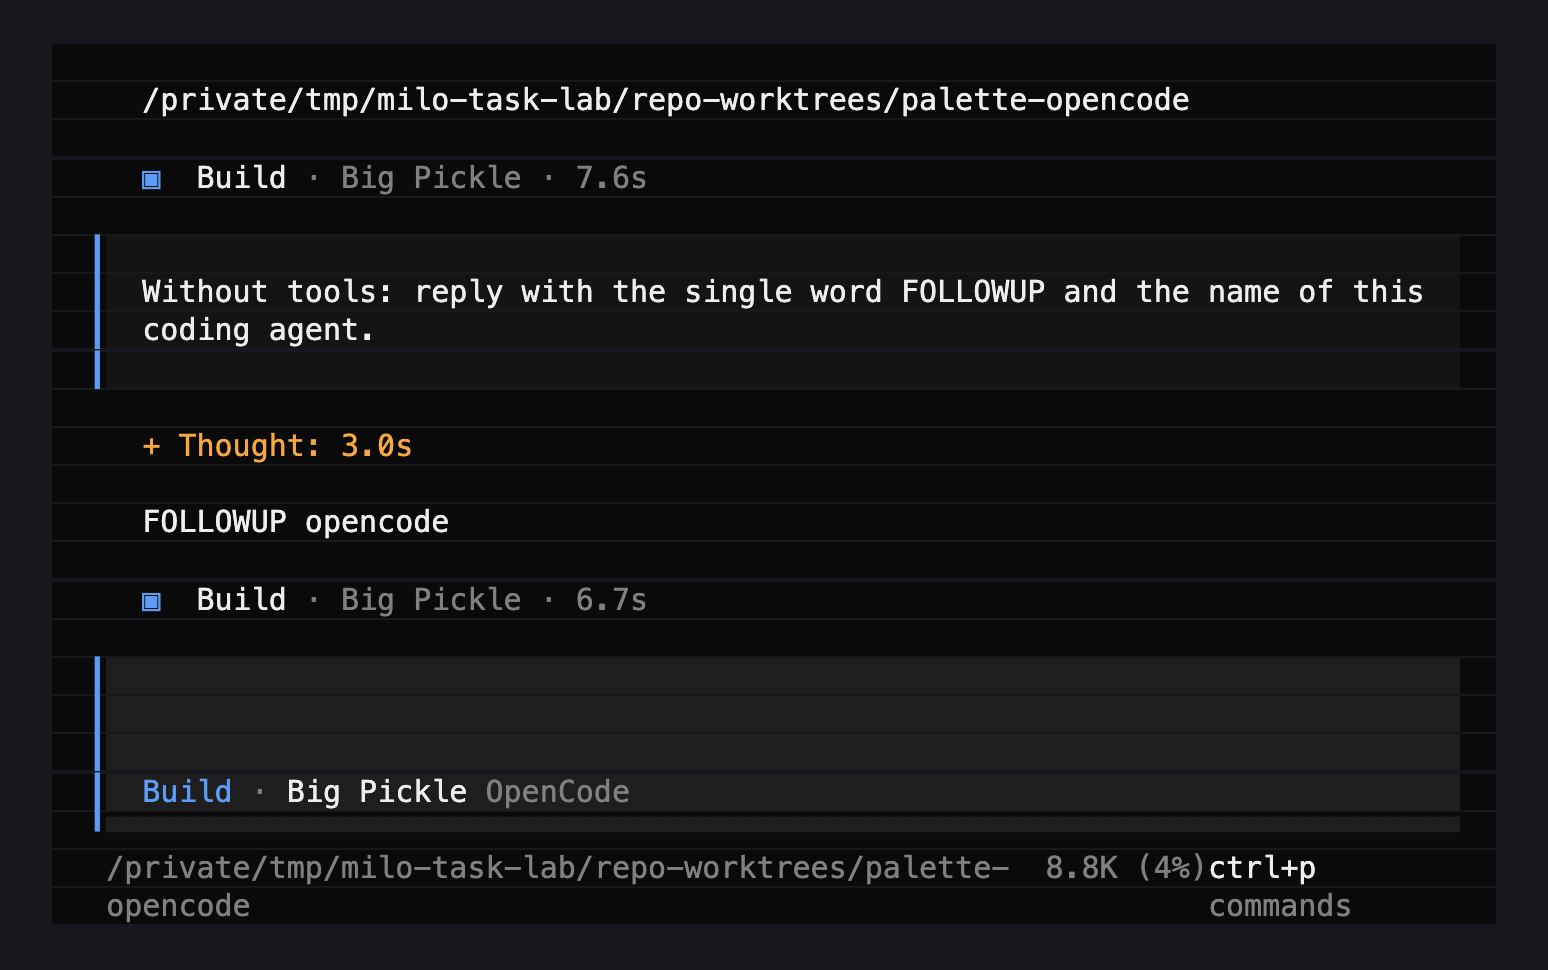 /private/tmp/milo-task-lab/repo-worktrees/palette-opencode
▣  Build · Big Pickle · 7.6s
Without tools: reply with the single word FOLLOWUP and the name of this
coding agent.
+ Thought: 3.0s
FOLLOWUP opencode
▣  Build · Big Pickle · 6.7s
Build · Big Pickle OpenCode
/private/tmp/milo-task-lab/repo-worktrees/palette-  8.8K (4%)ctrl+p
opencode commands